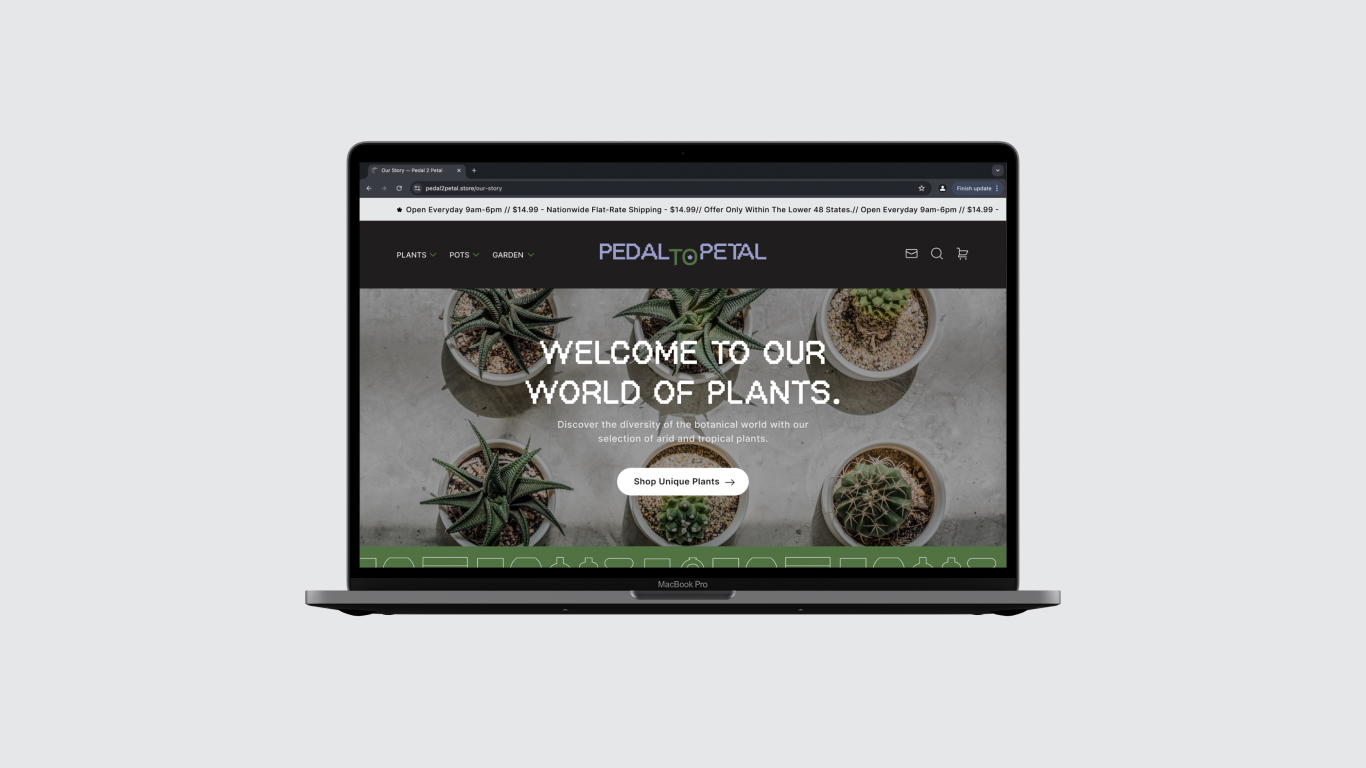 Our Story — Pedal 2 Petal
pedal2petal.store/our-story
Finish update
Open Everyday 9am-6pm // $14.99 - Nationwide Flat-Rate Shipping - $14.99// Offer Only Within The Lower 48 States.// Open Everyday 9am-6pm // $14.99 -
PLANTS POTS GARDEN
PEDAL TO PETAL
WELCOME TO OUR
WORLD OF PLANTS.
Discover the diversity of the botanical world with our
selection of arid and tropical plants.
Shop Unique Plants
MacBook Pro